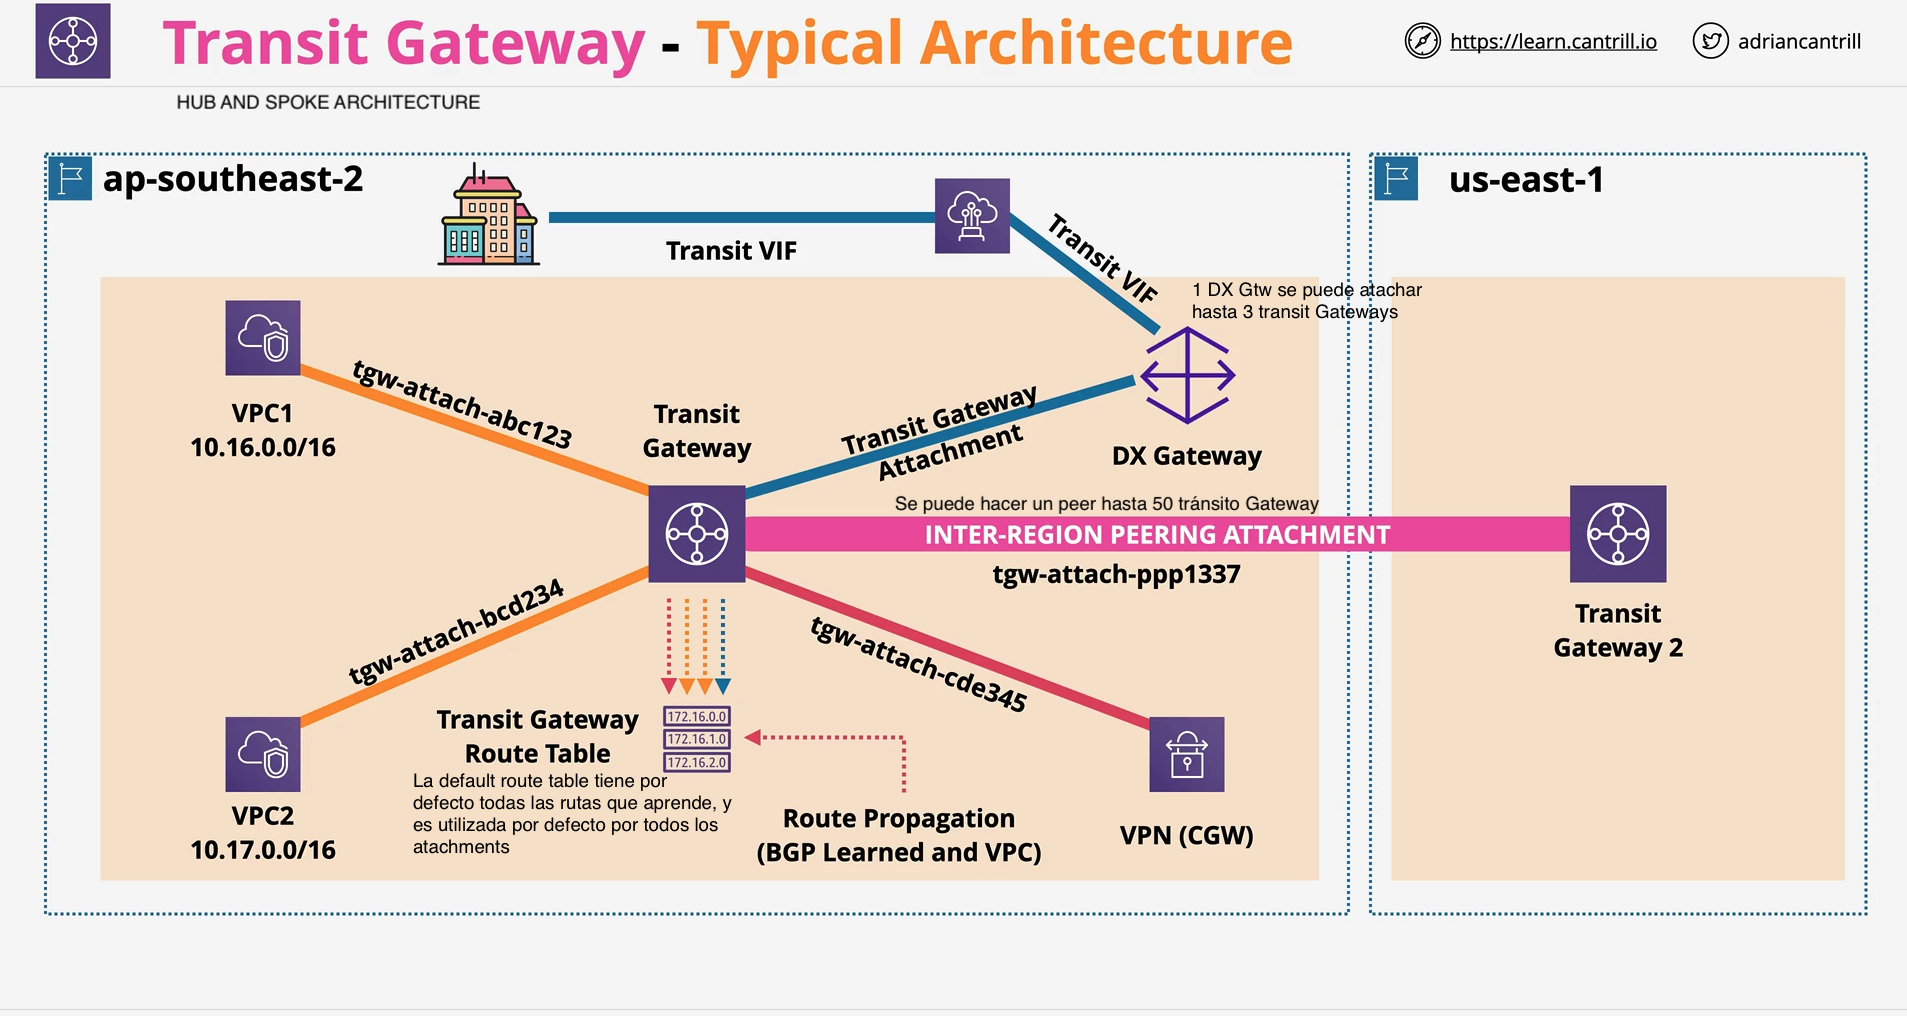 Transit Gateway - Typical Architecture
https://learn.cantrill.io
adriancantrill
HUB AND SPOKE ARCHITECTURE
ap-southeast-2
us-east-1
Transit VIF
Transit VIF
1 DX Gtw se puede atachar
hasta 3 transit Gateways
VPC1
10.16.0.0/16
tgw-attach-abc123
Transit
Gateway
Transit Gateway
Attachment
DX Gateway
Se puede hacer un peer hasta 50 tránsito Gateway
INTER-REGION PEERING ATTACHMENT
tgw-attach-ppp1337
Transit
Gateway 2
tgw-attach-bcd234
tgw-attach-cde345
Transit Gateway
Route Table
172.16.0.0
172.16.1.0
172.16.2.0
La default route table tiene por
defecto todas las rutas que aprende, y
es utilizada por defecto por todos los
atachments
VPC2
10.17.0.0/16
Route Propagation
(BGP Learned and VPC)
VPN (CGW)